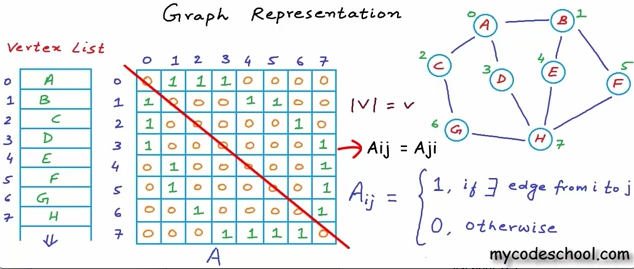 Graph Representation
Vertex List
0 A
1 B
2 C
3 D
4 E
5 F
6 G
7 H
0 1 2 3 4 5 6 7
0 0 1 1 1 0 0 0 0
1 1 0 0 0 1 1 0 0
2 1 0 0 0 0 0 1 0
3 1 0 0 0 0 0 0 1
4 0 1 0 0 0 0 0 1
5 0 1 0 0 0 0 0 1
6 0 0 1 0 0 0 0 1
7 0 0 0 1 1 1 1 0
A
|V| = v
Aij = Aji
Aij =
1, if ∃ edge from i to j
0, otherwise
0 A
B 1
2 C
3 D
4 E
5 F
6 G
H 7
mycodeschool.com